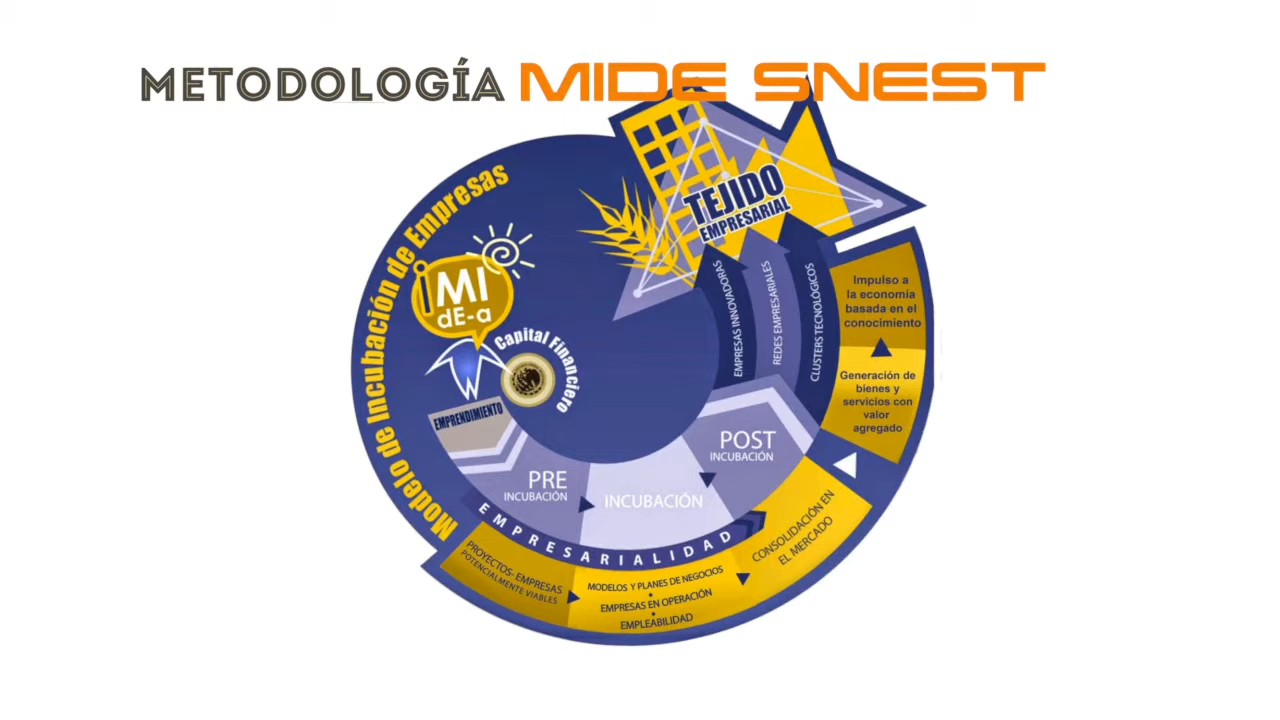 METODOLOGÍA MIDE SNEST
Modelo de Incubación de Empresas
¡MI
dE-a
Capital Financiero
EMPRENDIMIENTO
PRE
INCUBACIÓN
INCUBACIÓN
POST
INCUBACIÓN
EMPRESARIALIDAD
PROYECTOS- EMPRESAS
POTENCIALMENTE VIABLES
MODELOS Y PLANES DE NEGOCIOS
•
EMPRESAS EN OPERACIÓN
•
EMPLEABILIDAD
CONSOLIDACIÓN EN
EL MERCADO
Generación de
bienes y
servicios con
valor
agregado
Impulso a
la economía
basada en el
conocimiento
EMPRESAS INNOVADORAS
REDES EMPRESARIALES
CLUSTERS TECNOLÓGICOS
TEJIDO
EMPRESARIAL